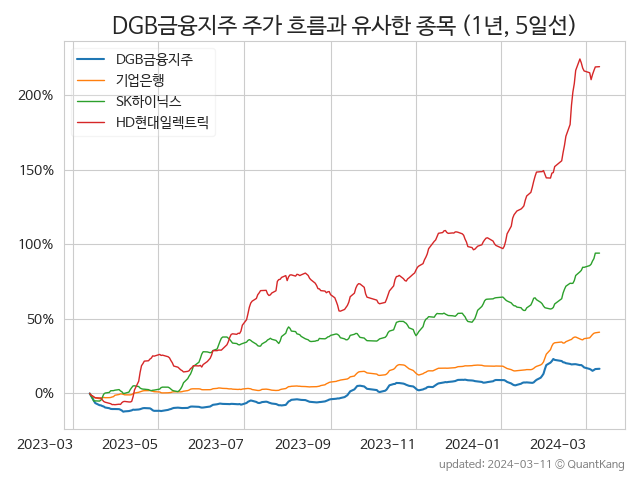 DGB금융지주 주가 흐름과 유사한 종목 (1년, 5일선)
DGB금융지주
기업은행
SK하이닉스
HD현대일렉트릭
200%
150%
100%
50%
0%
2023-03 2023-05 2023-07 2023-09 2023-11 2024-01 2024-03
updated: 2024-03-11 © QuantKang